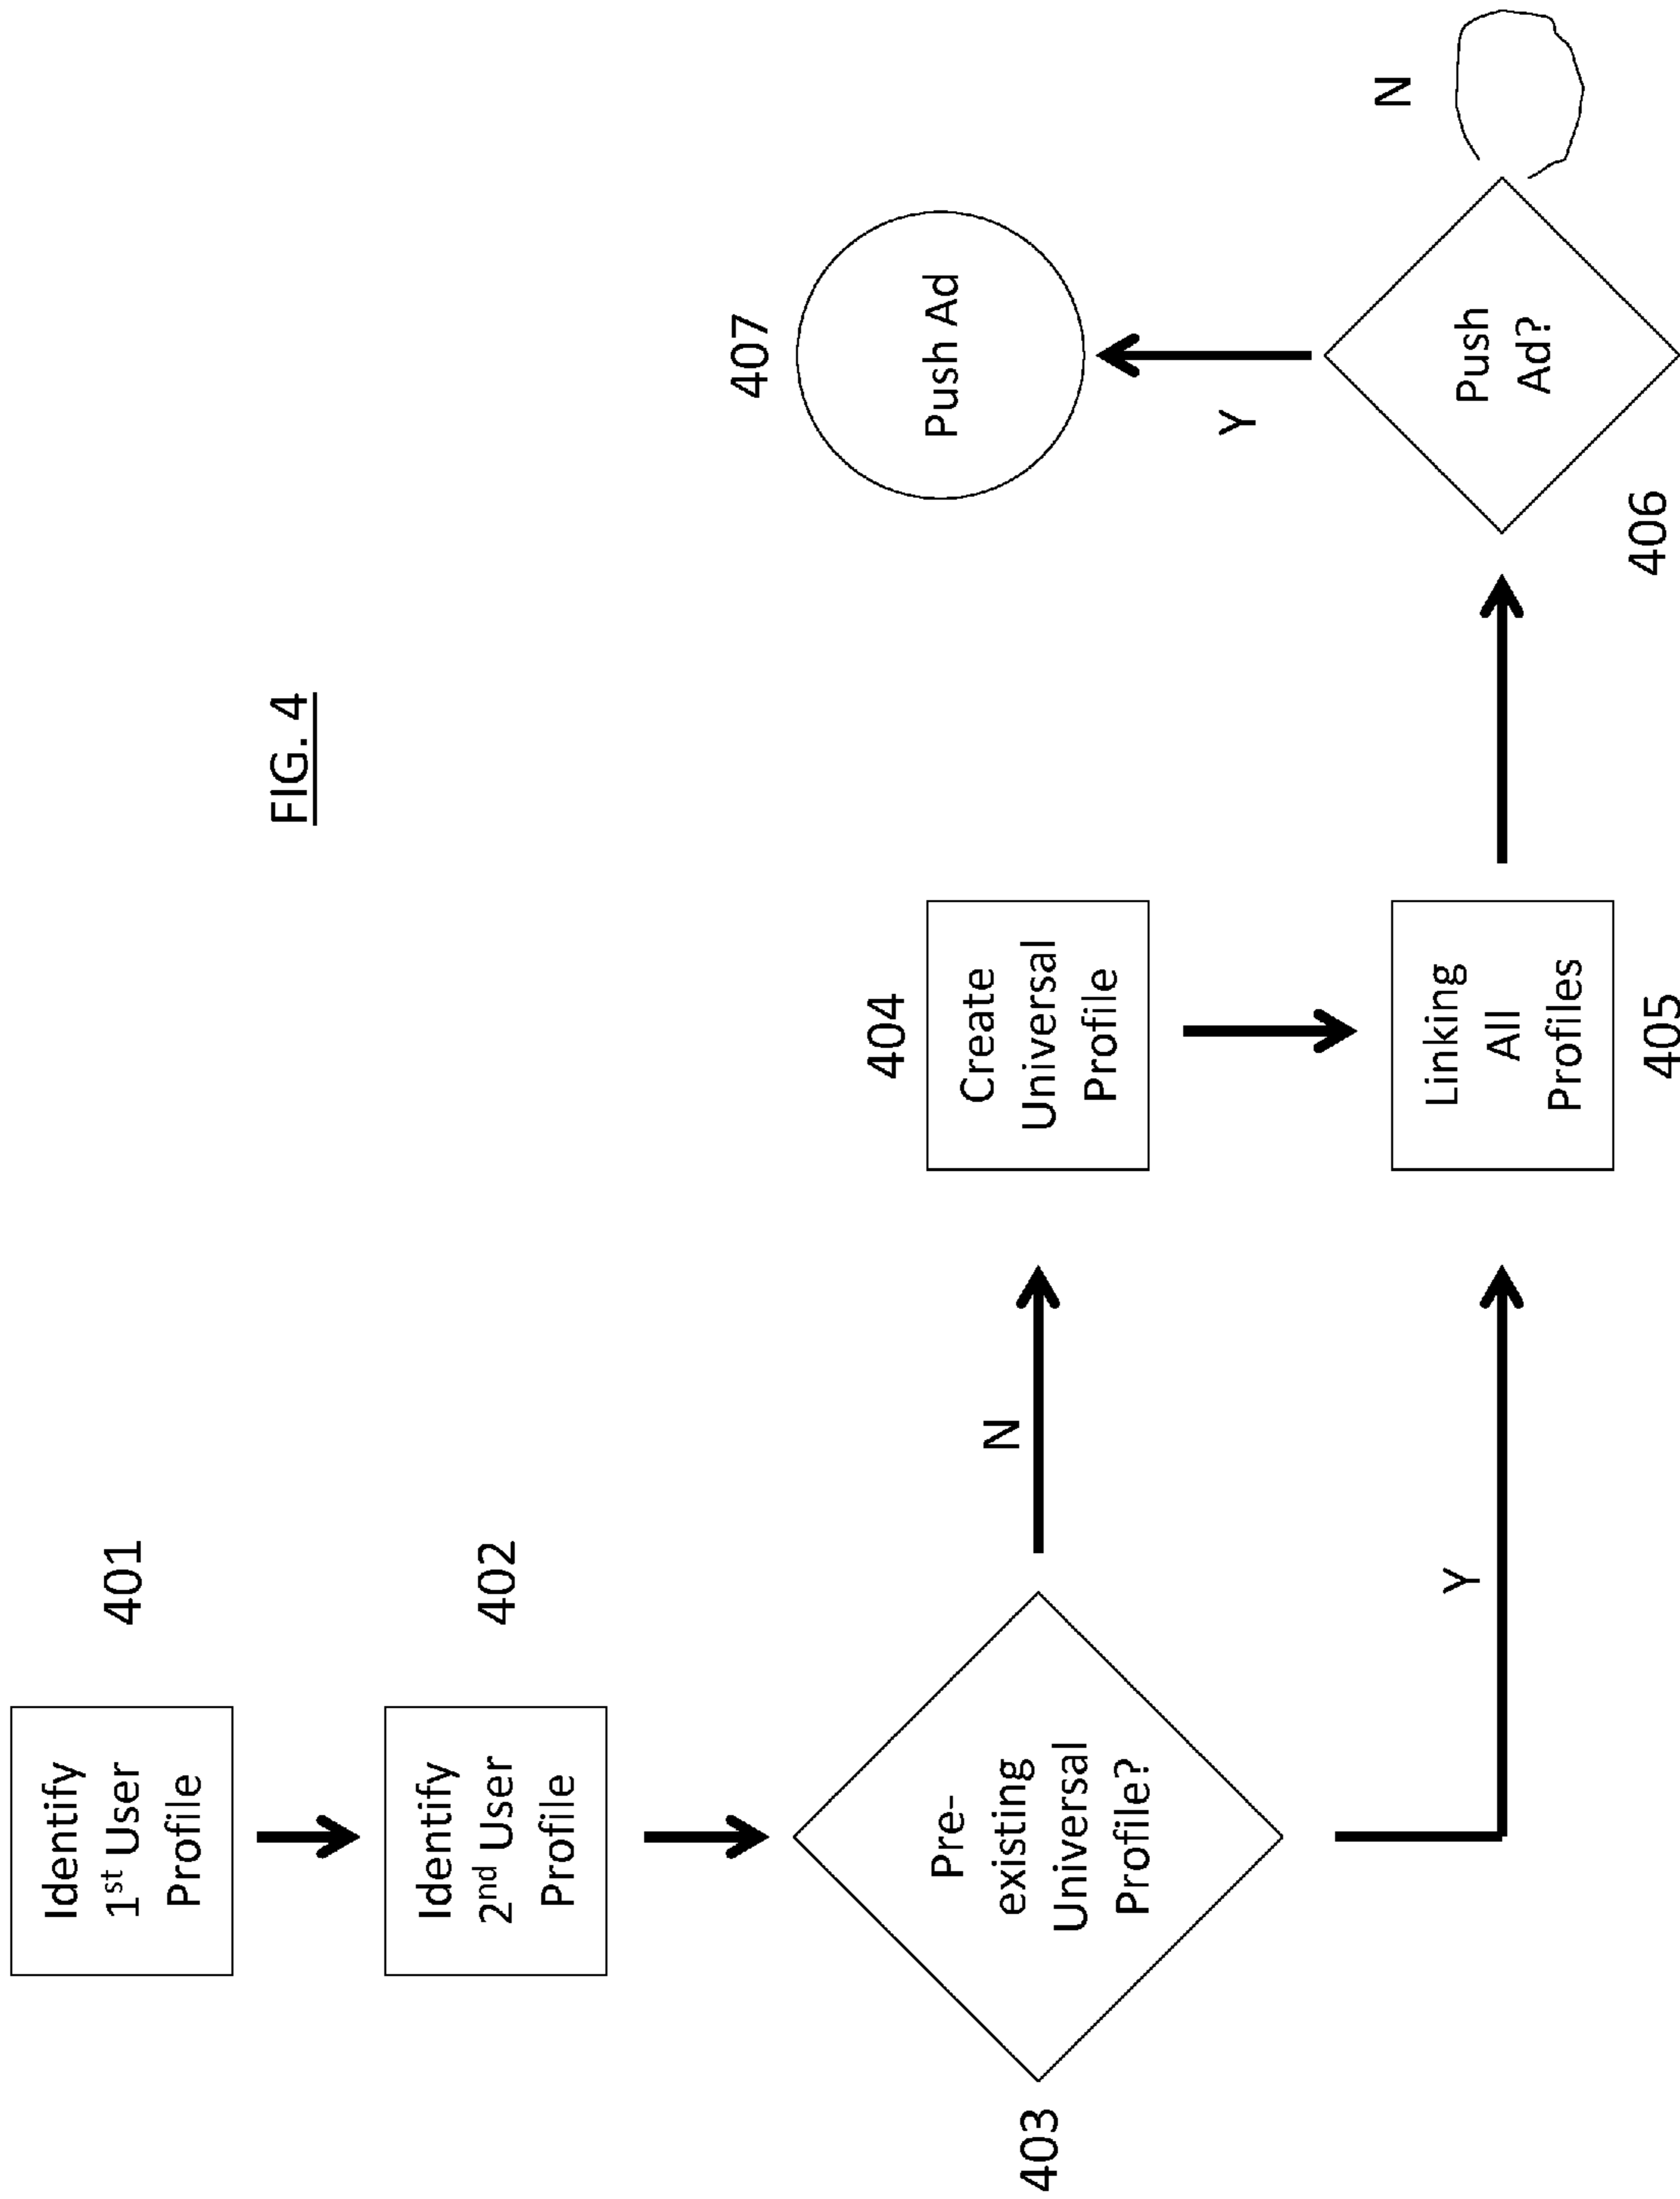 FIG. 4
Identify
1st User
Profile
401
Identify
2nd User
Profile
402
Pre-
existing
Universal
Profile?
403
N
Y
404
Create
Universal
Profile
Linking
All
Profiles
405
406
Push
Ad?
Y
N
407
Push Ad